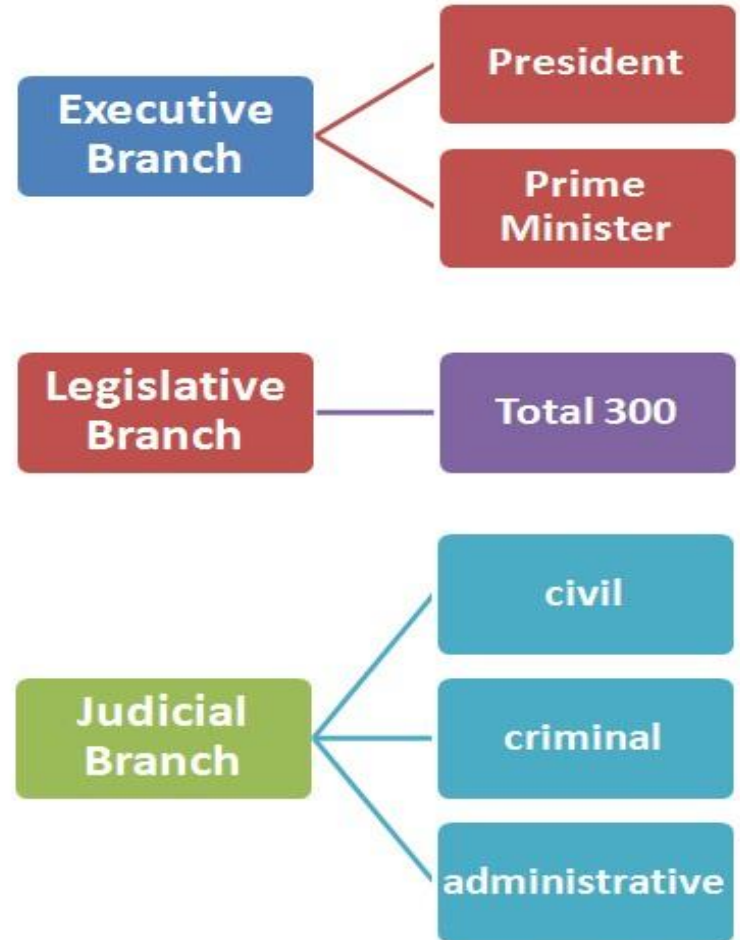 Executive
Branch
President
Prime
Minister
Legislative
Branch
Total 300
Judicial
Branch
civil
criminal
administrative